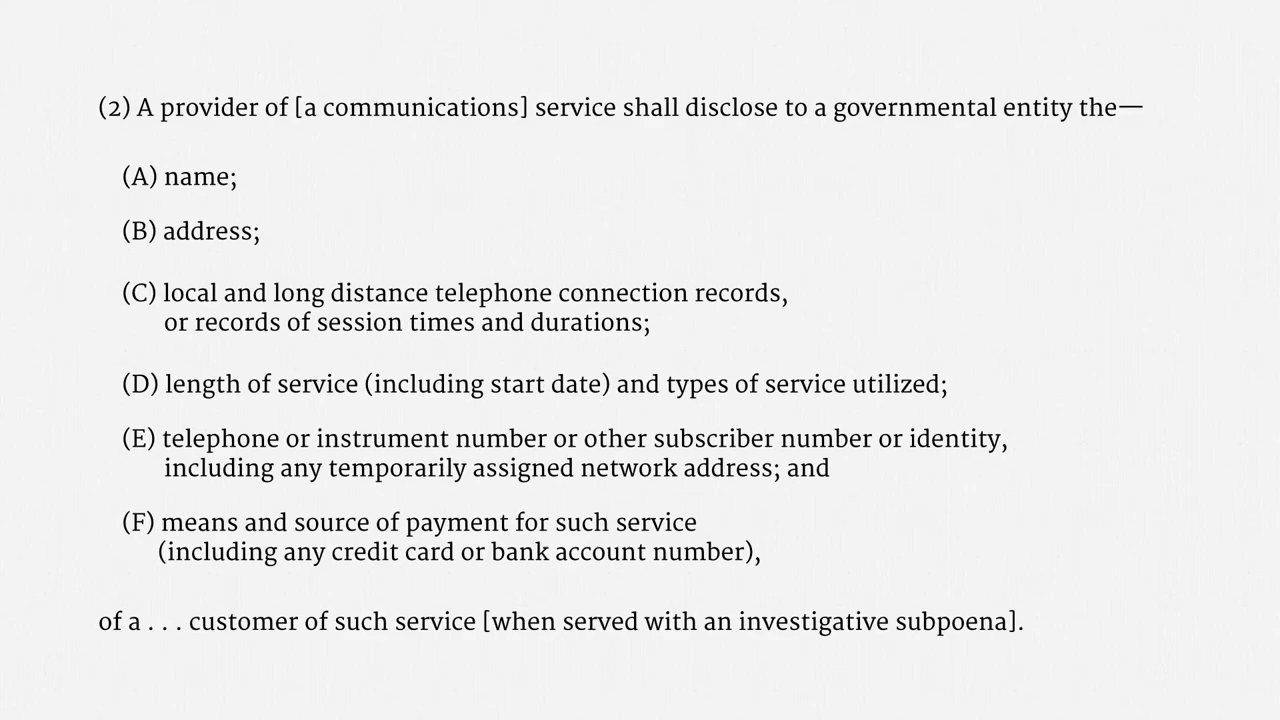 (2) A provider of [a communications] service shall disclose to a governmental entity the—
(A) name;
(B) address;
(C) local and long distance telephone connection records,
or records of session times and durations;
(D) length of service (including start date) and types of service utilized;
(E) telephone or instrument number or other subscriber number or identity,
including any temporarily assigned network address; and
(F) means and source of payment for such service
(including any credit card or bank account number),
of a . . . customer of such service [when served with an investigative subpoena].